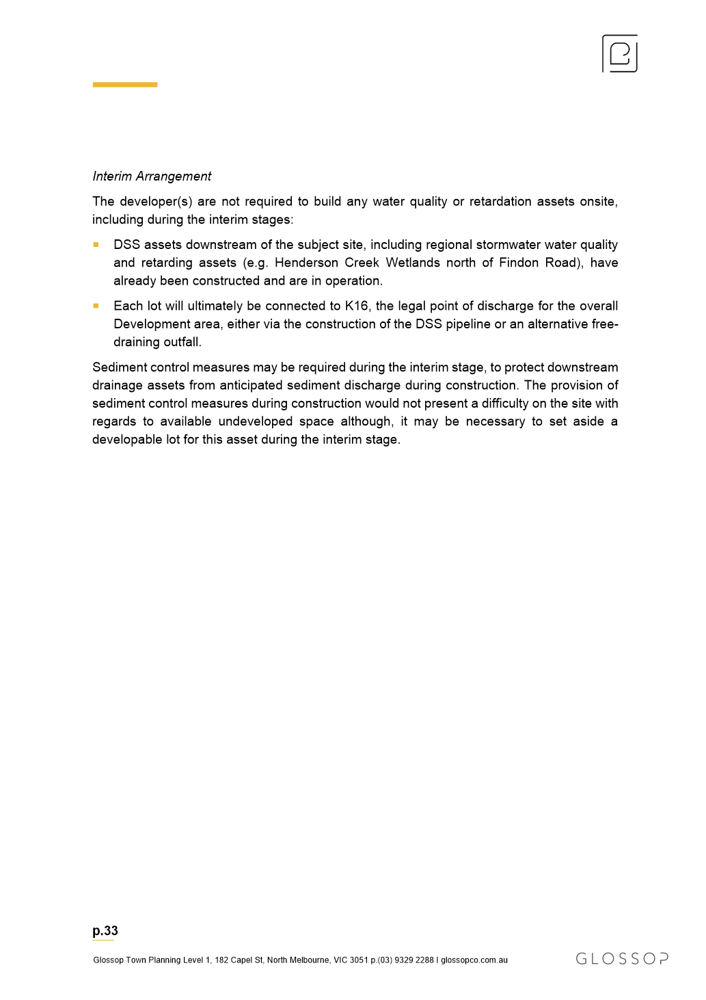 Interim Arrangement
The developer(s) are not required to build any water quality or retardation assets onsite,
including during the interim stages:
DSS assets downstream of the subject site, including regional stormwater water quality
and retarding assets (e.g. Henderson Creek Wetlands north of Findon Road), have
already been constructed and are in operation.
Each lot will ultimately be connected to K16, the legal point of discharge for the overall
Development area, either via the construction of the DSS pipeline or an alternative free-
draining outfall.
Sediment control measures may be required during the interim stage, to protect downstream
drainage assets from anticipated sediment discharge during construction. The provision of
sediment control measures during construction would not present a difficulty on the site with
regards to available undeveloped space although, it may be necessary to set aside a
developable lot for this asset during the interim stage.
p.33
Glossop Town Planning Level 1, 182 Capel St, North Melbourne, VIC 3051 p.(03) 9329 2288 I glossopco.com.au
GLOSSOP